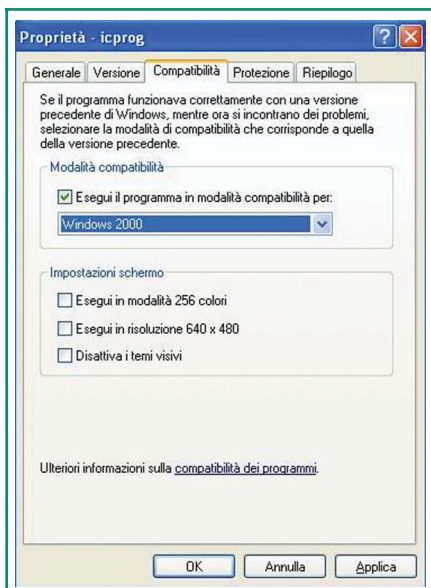 Proprietà - icprog
Generale Versione Compatibilità Protezione Riepilogo
Se il programma funzionava correttamente con una versione
precedente di Windows, mentre ora si incontrano dei problemi,
selezionare la modalità di compatibilità che corrisponde a quella
della versione precedente.
Modalità compatibilità
Esegui il programma in modalità compatibilità per:
Windows 2000
Impostazioni schermo
Esegui in modalità 256 colori
Esegui in risoluzione 640 x 480
Disattiva i temi visivi
Ulteriori informazioni sulla compatibilità dei programmi.
OK Annulla Applica